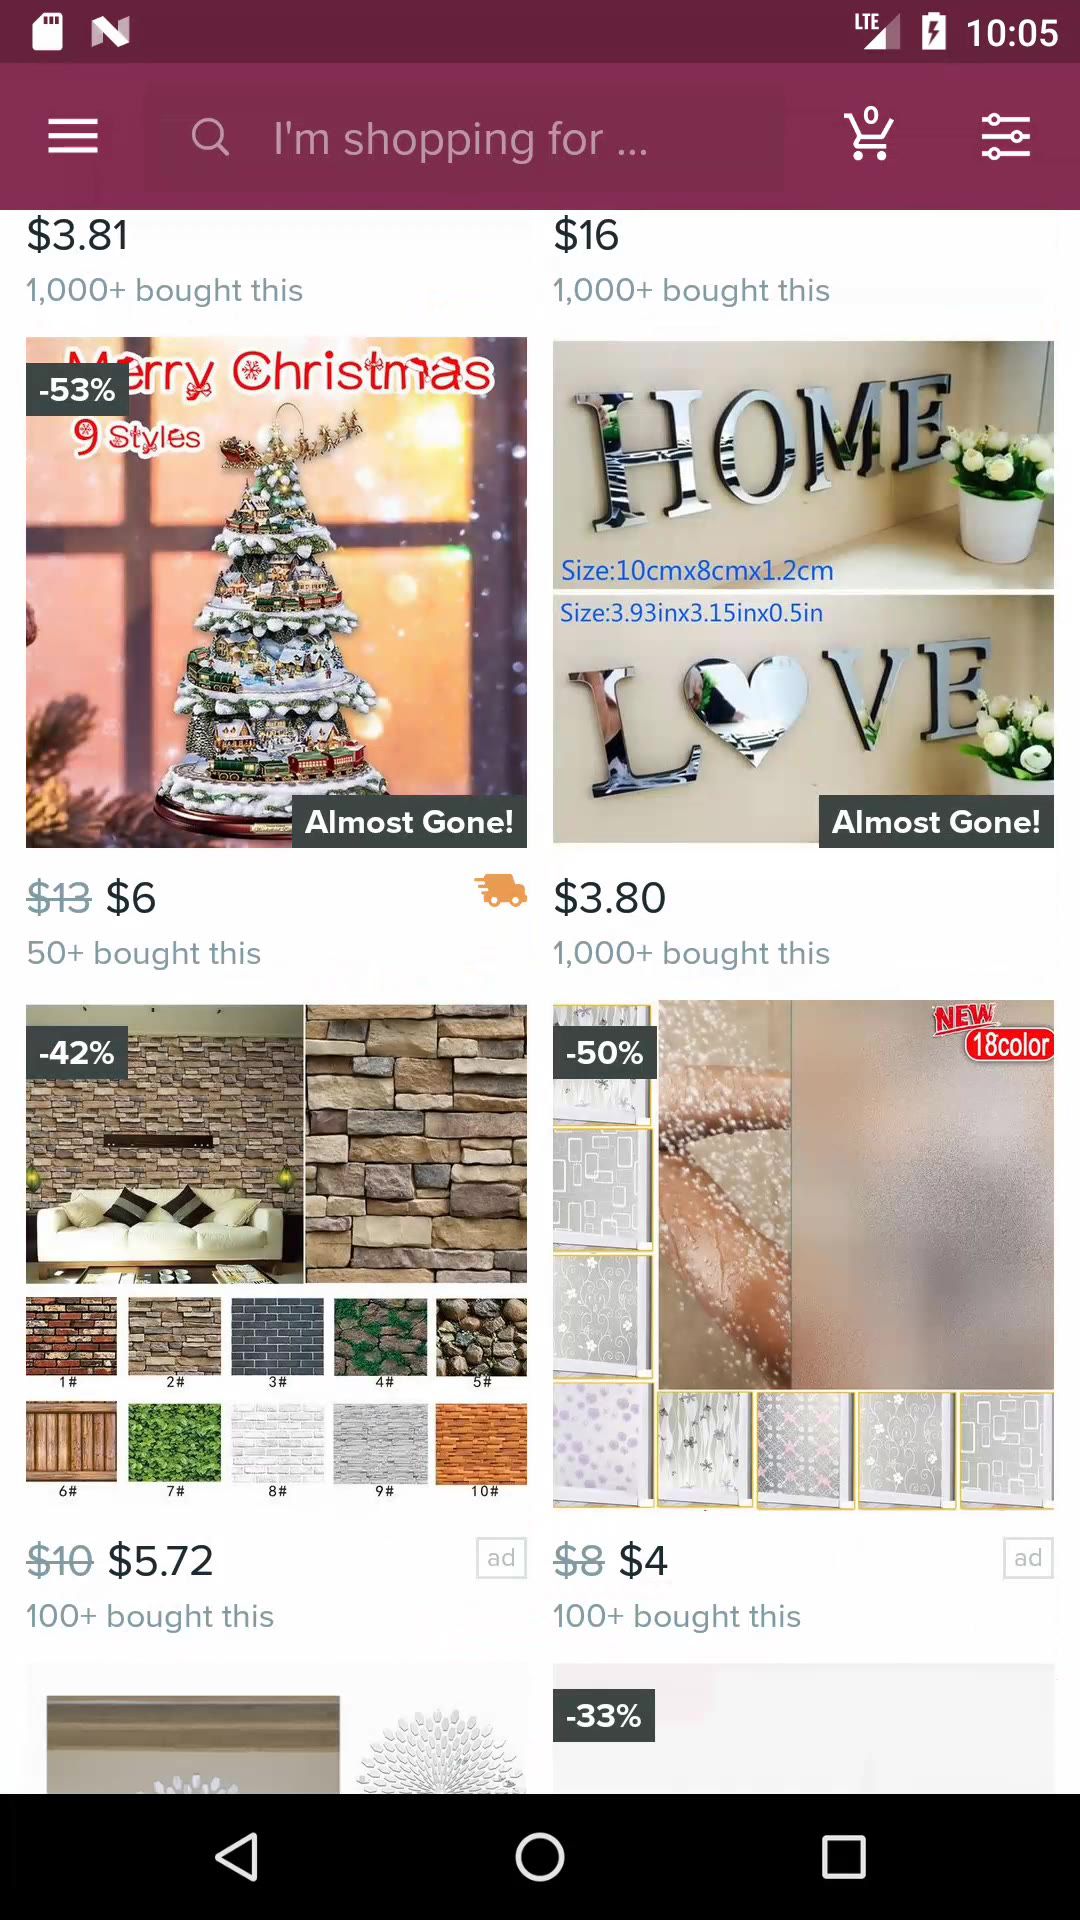 LTE 10:05
I'm shopping for ...
0
$3.81
1,000+ bought this
$16
1,000+ bought this
Merry Christmas
-53%
9 Styles
Almost Gone!
$13 $6
50+ bought this
HOME
Size:10cmx8cmx1.2cm
Size:3.93inx3.15inx0.5in
L VE
Almost Gone!
$3.80
1,000+ bought this
-42%
1# 2# 3# 4# 5#
6# 7# 8# 9# 10#
$10 $5.72
ad
100+ bought this
-50%
NEW
18color
$8 $4
ad
100+ bought this
-33%